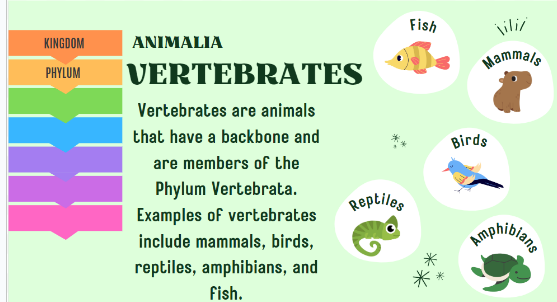 KINGDOM
PHYLUM
ANIMALIA
VERTEBRATES
Vertebrates are animals
that have a backbone and
are members of the
Phylum Vertebrata.
Examples of vertebrates
include mammals, birds,
reptiles, amphibians, and
fish.
Fish
Mammals
Birds
Reptiles
Amphibians